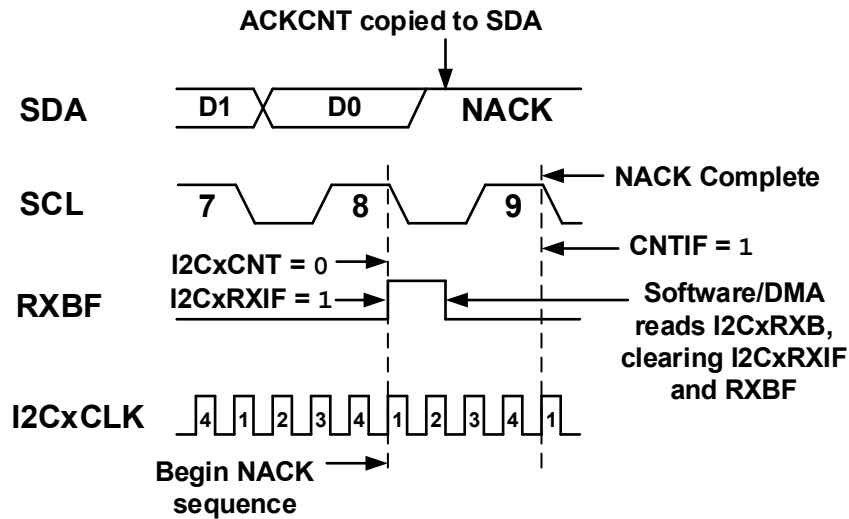 ACKCNT copied to SDA
SDA
D1
D0
NACK
SCL
7
8
9
NACK Complete
I2CxCNT = 0
CNTIF = 1
RXBF
I2CxRXIF = 1
Software/DMA
reads I2CxRXB,
clearing I2CxRXIF
and RXBF
I2CxCLK
4 1 2 3 4 1 2 3 4 1
Begin NACK
sequence